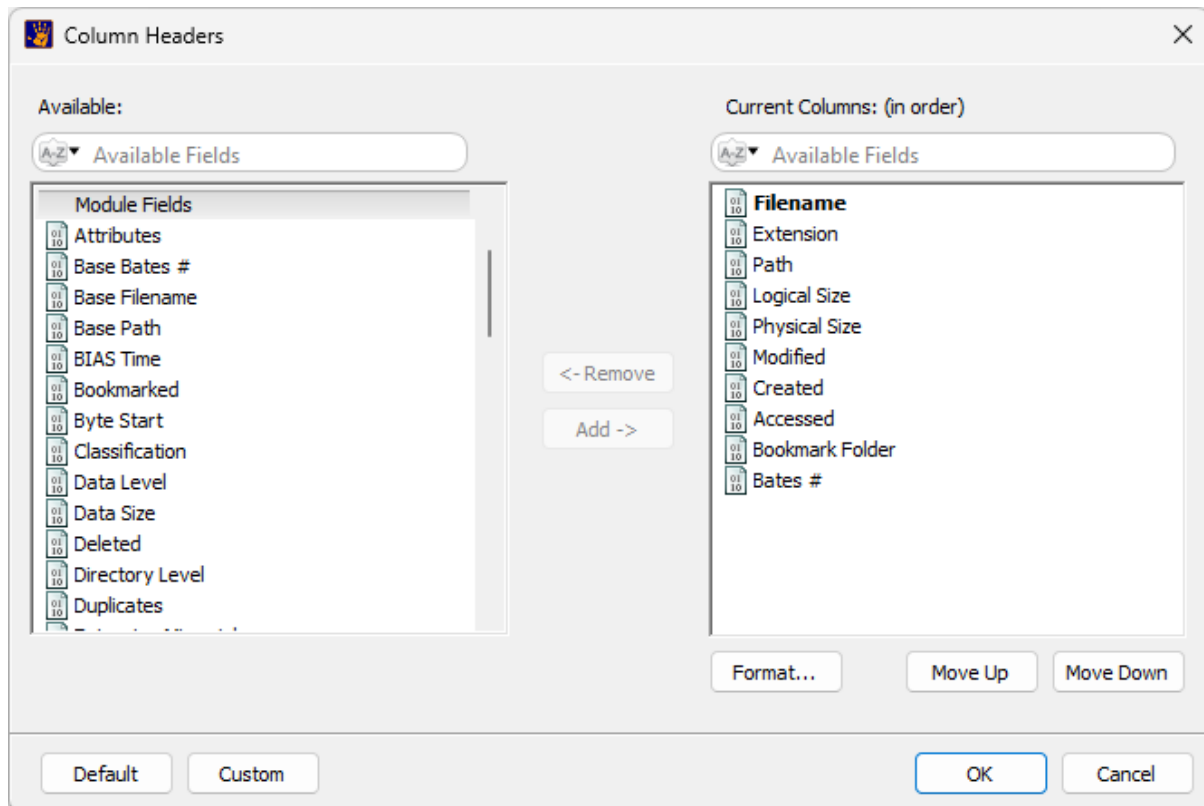 Column Headers
Available:
A-Z Available Fields
Module Fields
Attributes
Base Bates #
Base Filename
Base Path
BIAS Time
Bookmarked
Byte Start
Classification
Data Level
Data Size
Deleted
Directory Level
Duplicates
<- Remove
Add ->
Current Columns: (in order)
A-Z Available Fields
Filename
Extension
Path
Logical Size
Physical Size
Modified
Created
Accessed
Bookmark Folder
Bates #
Format...
Move Up
Move Down
Default
Custom
OK
Cancel